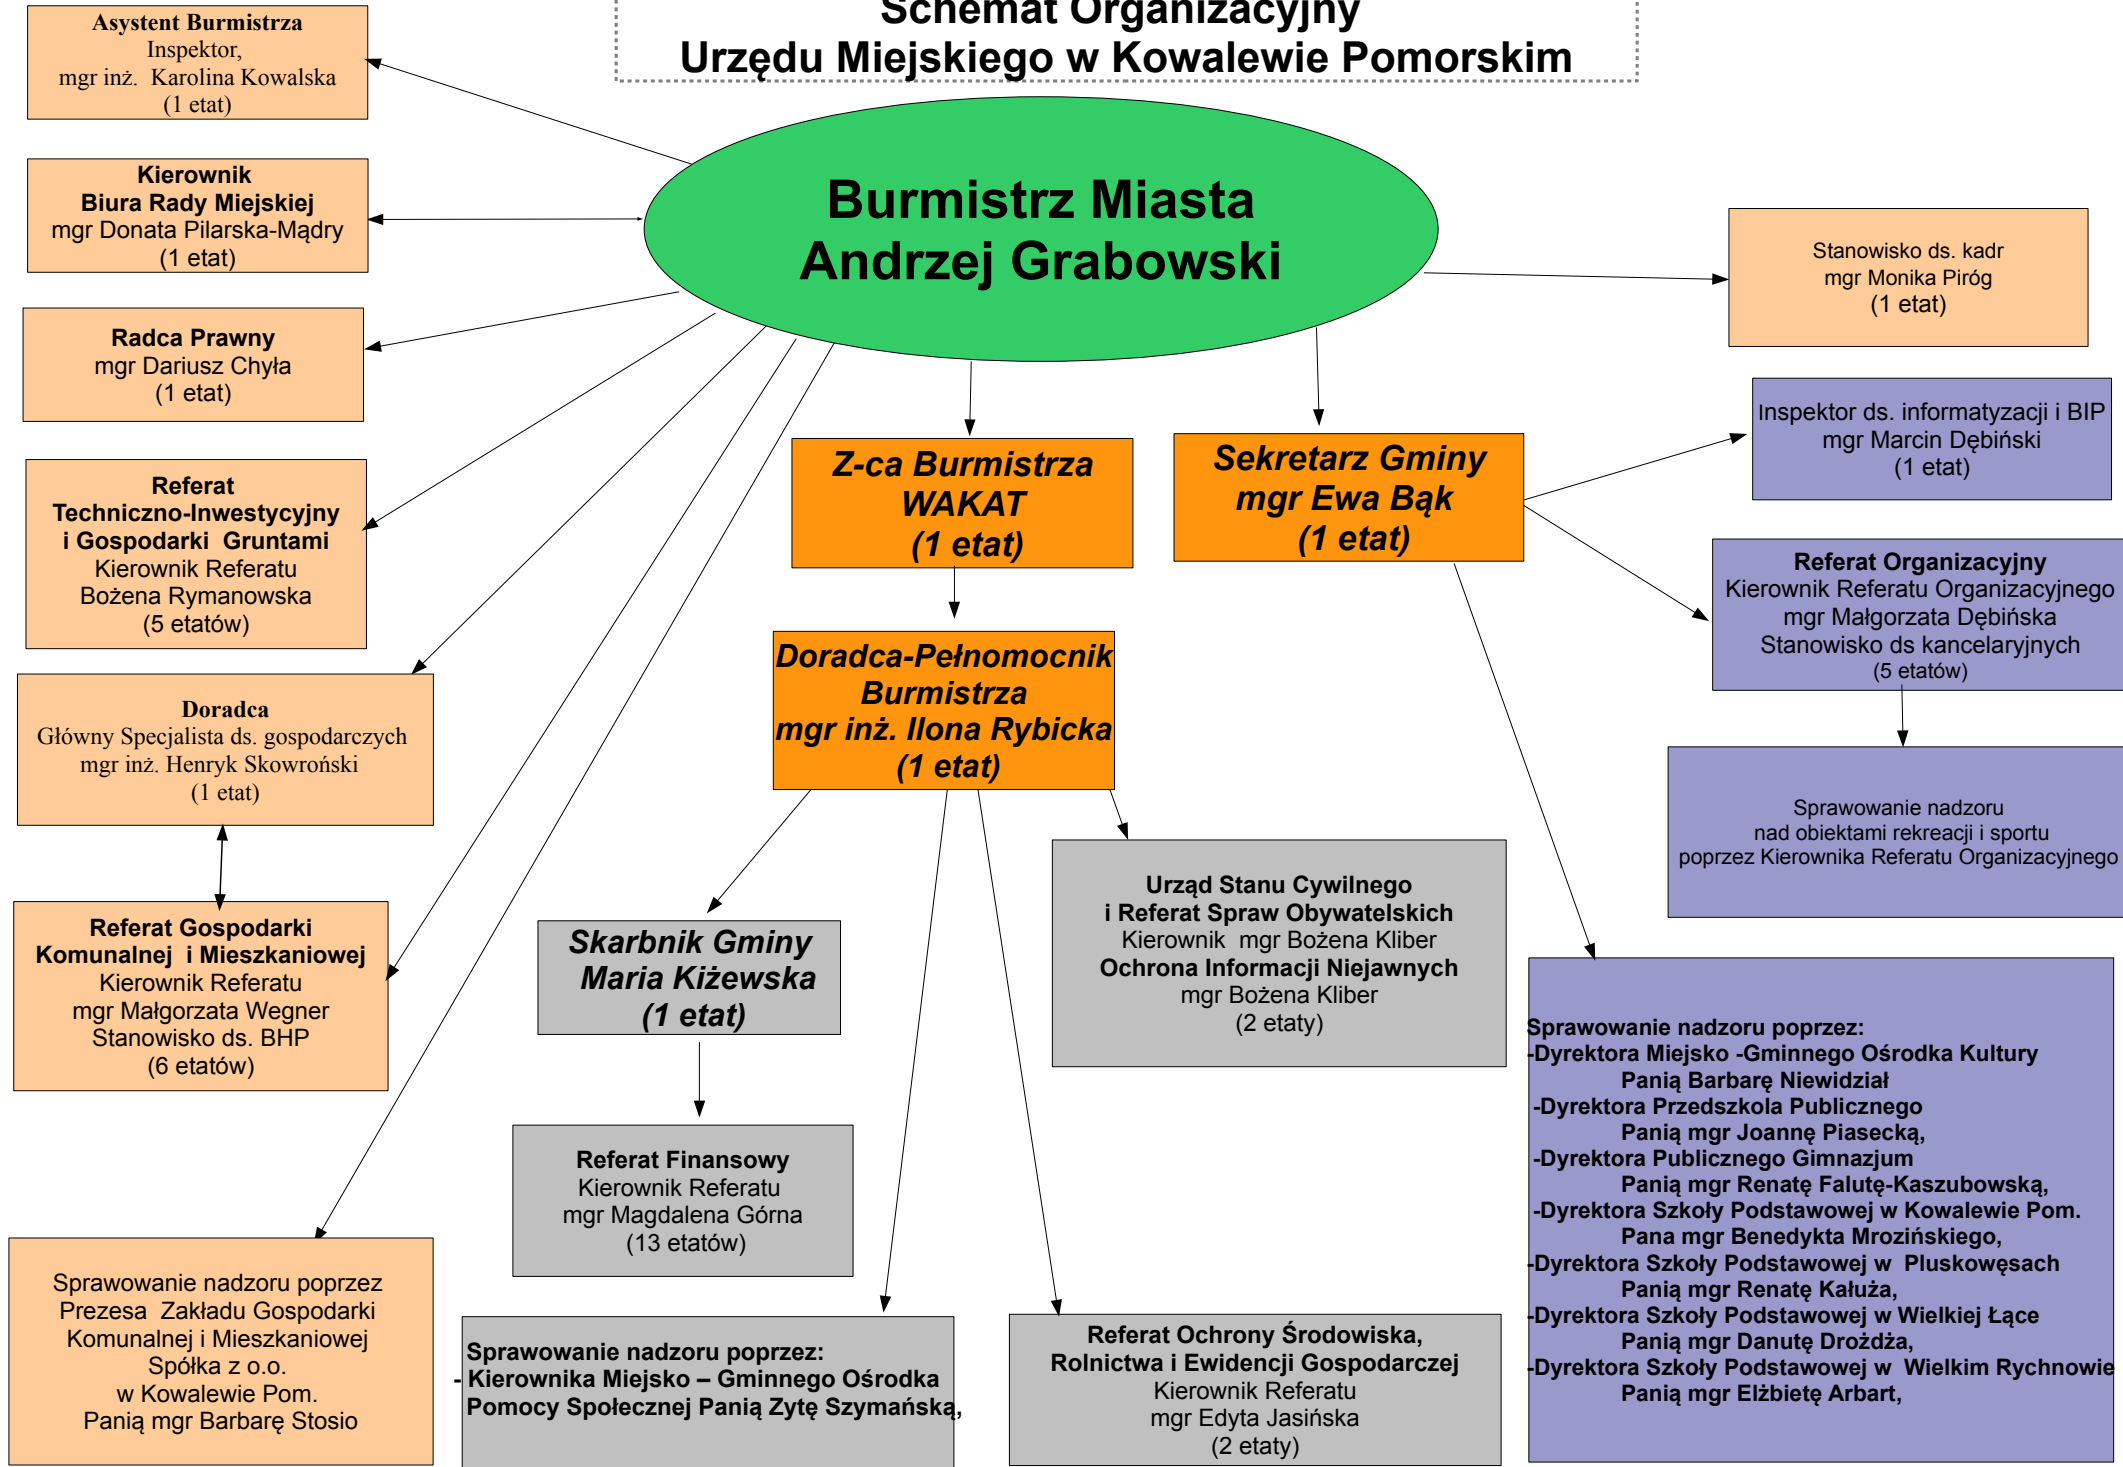 Schemat Organizacyjny
Urzędu Miejskiego w Kowalewie Pomorskim
Asystent Burmistrza
Inspektor,
mgr inż. Karolina Kowalska
(1 etat)
Kierownik
Biura Rady Miejskiej
mgr Donata Pilarska-Mądry
(1 etat)
Radca Prawny
mgr Dariusz Chyła
(1 etat)
Referat
Techniczno-Inwestycyjny
i Gospodarki Gruntami
Kierownik Referatu
Bożena Rymanowska
(5 etatów)
Doradca
Główny Specjalista ds. gospodarczych
mgr inż. Henryk Skowroński
(1 etat)
Referat Gospodarki
Komunalnej i Mieszkaniowej
Kierownik Referatu
mgr Małgorzata Wegner
Stanowisko ds. BHP
(6 etatów)
Sprawowanie nadzoru poprzez
Prezesa Zakładu Gospodarki
Komunalnej i Mieszkaniowej
Spółka z o.o.
w Kowalewie Pom.
Panią mgr Barbarę Stosio
Burmistrz Miasta
Andrzej Grabowski
Z-ca Burmistrza
WAKAT
(1 etat)
Doradca-Pełnomocnik
Burmistrza
mgr inż. Ilona Rybicka
(1 etat)
Skarbnik Gminy
Maria Kiżewska
(1 etat)
Referat Finansowy
Kierownik Referatu
mgr Magdalena Górna
(13 etatów)
Sprawowanie nadzoru poprzez:
- Kierownika Miejsko – Gminnego Ośrodka
Pomocy Społecznej Panią Zytę Szymańską,
Urząd Stanu Cywilnego
i Referat Spraw Obywatelskich
Kierownik mgr Bożena Kliber
Ochrona Informacji Niejawnych
mgr Bożena Kliber
(2 etaty)
Referat Ochrony Środowiska,
Rolnictwa i Ewidencji Gospodarczej
Kierownik Referatu
mgr Edyta Jasińska
(2 etaty)
Sekretarz Gminy
mgr Ewa Bąk
(1 etat)
Stanowisko ds. kadr
mgr Monika Piróg
(1 etat)
Inspektor ds. informatyzacji i BIP
mgr Marcin Dębiński
(1 etat)
Referat Organizacyjny
Kierownik Referatu Organizacyjnego
mgr Małgorzata Dębińska
Stanowisko ds kancelaryjnych
(5 etatów)
Sprawowanie nadzoru
nad obiektami rekreacji i sportu
poprzez Kierownika Referatu Organizacyjnego
Sprawowanie nadzoru poprzez:
-Dyrektora Miejsko -Gminnego Ośrodka Kultury
Panią Barbarę Niewidział
-Dyrektora Przedszkola Publicznego
Panią mgr Joannę Piasecką,
-Dyrektora Publicznego Gimnazjum
Panią mgr Renatę Falutę-Kaszubowską,
-Dyrektora Szkoły Podstawowej w Kowalewie Pom.
Pana mgr Benedykta Mrozińskiego,
-Dyrektora Szkoły Podstawowej w Pluskowęsach
Panią mgr Renatę Kałuża,
-Dyrektora Szkoły Podstawowej w Wielkiej Łące
Panią mgr Danutę Drożdża,
-Dyrektora Szkoły Podstawowej w Wielkim Rychnowie
Panią mgr Elżbietę Arbart,